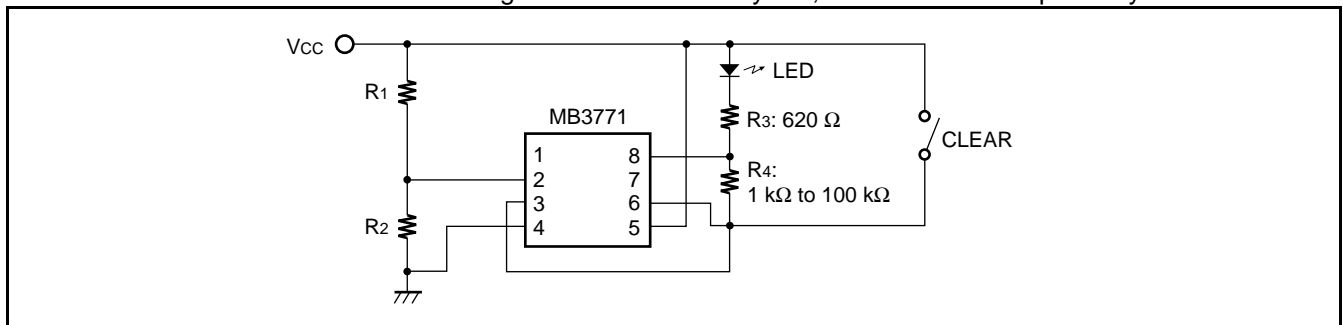 Vcc
LED
R1
MB3771
R3: 620 Ω
1
8
CLEAR
2
7
R4:
1 kΩ to 100 kΩ
3
6
R2
4
5